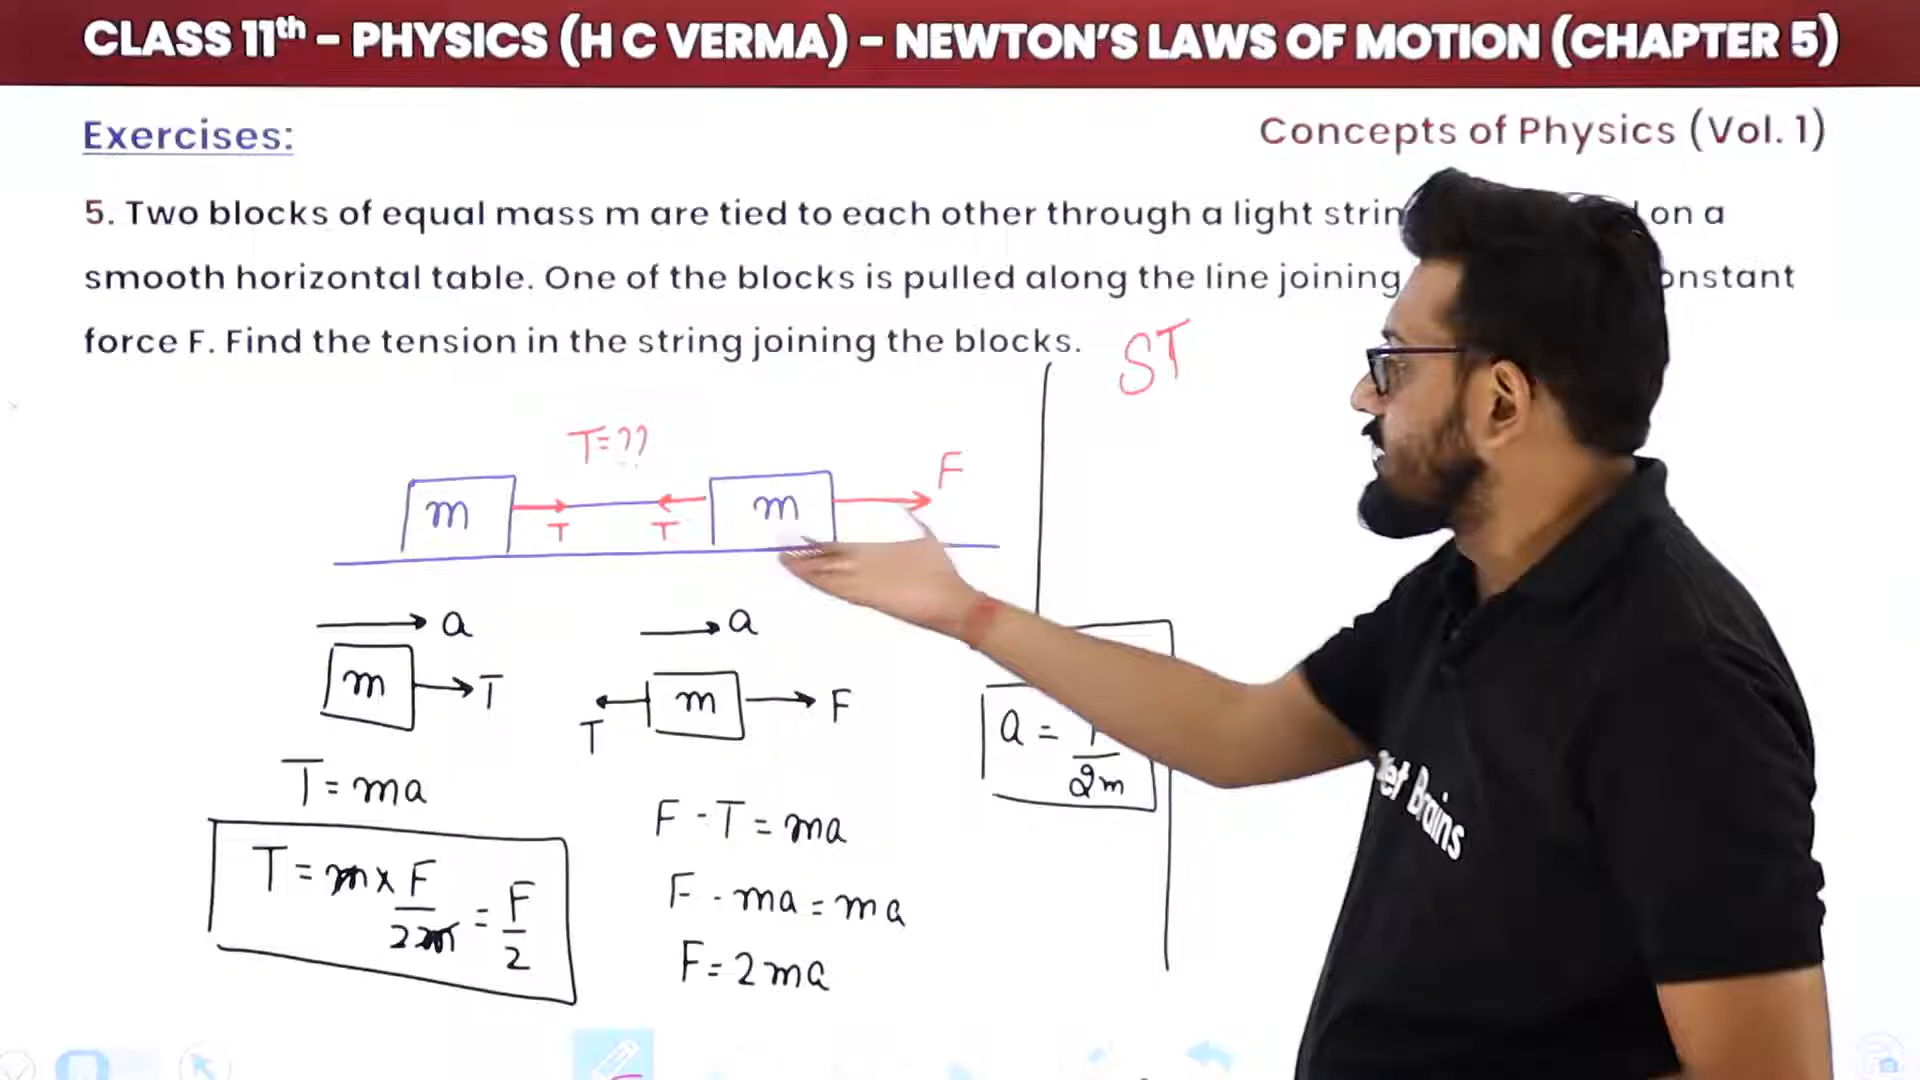 CLASS 11th – PHYSICS (H C VERMA) – NEWTON'S LAWS OF MOTION (CHAPTER 5)
Exercises:
Concepts of Physics (Vol. 1)
5. Two blocks of equal mass m are tied to each other through a light on a
smooth horizontal table. One of the blocks is pulled along the line joining
force F. Find the tension in the string joining the blocks.
ST
T=??
F
m
T
T
m
a
a
m
T
T
m
F
a =
2m
T = ma
F - T = ma
T = m x F/2m = F/2
F - ma = ma
F = 2ma
Brains